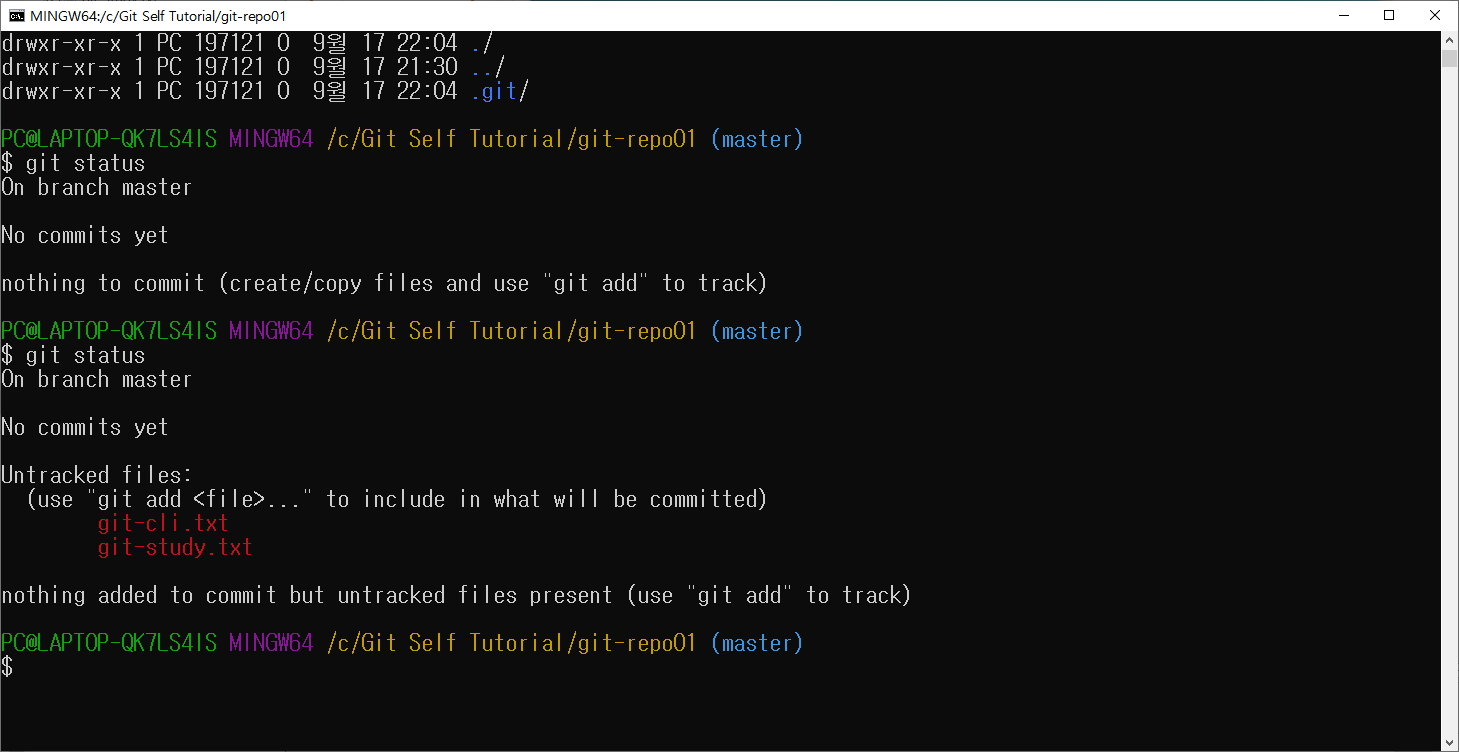 MINGW64:/c/Git Self Tutorial/git-repo01
drwxr-xr-x 1 PC 197121 0  9월 17 22:04 ./
drwxr-xr-x 1 PC 197121 0  9월 17 21:30 ../
drwxr-xr-x 1 PC 197121 0  9월 17 22:04 .git/
PC@LAPTOP-QK7LS4IS MINGW64 /c/Git Self Tutorial/git-repo01 (master)
$ git status
On branch master
No commits yet
nothing to commit (create/copy files and use "git add" to track)
PC@LAPTOP-QK7LS4IS MINGW64 /c/Git Self Tutorial/git-repo01 (master)
$ git status
On branch master
No commits yet
Untracked files:
  (use "git add <file>..." to include in what will be committed)
        git-cli.txt
        git-study.txt
nothing added to commit but untracked files present (use "git add" to track)
PC@LAPTOP-QK7LS4IS MINGW64 /c/Git Self Tutorial/git-repo01 (master)
$